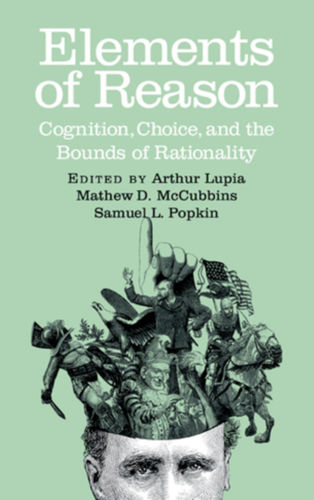 Elements
of Reason
Cognition, Choice, and the
Bounds of Rationality
Edited by Arthur Lupia
Mathew D. McCubbins
Samuel L. Popkin